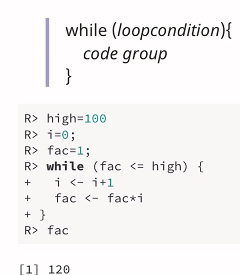 while (loopcondition){
code group
}
R> high=100
R> i=0;
R> fac=1;
R> while (fac <= high) {
+   i <- i+1
+   fac <- fac*i
+ }
R> fac
[1] 120